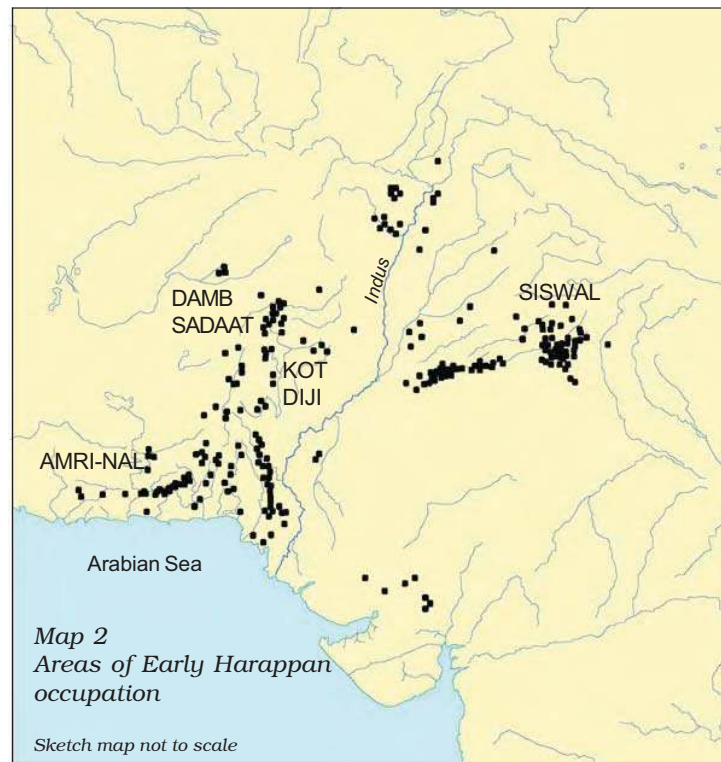 Indus
SISWAL
DAMB
SADAAT
KOT
DIJI
AMRI-NAL
Arabian Sea
Map 2
Areas of Early Harappan
occupation
Sketch map not to scale